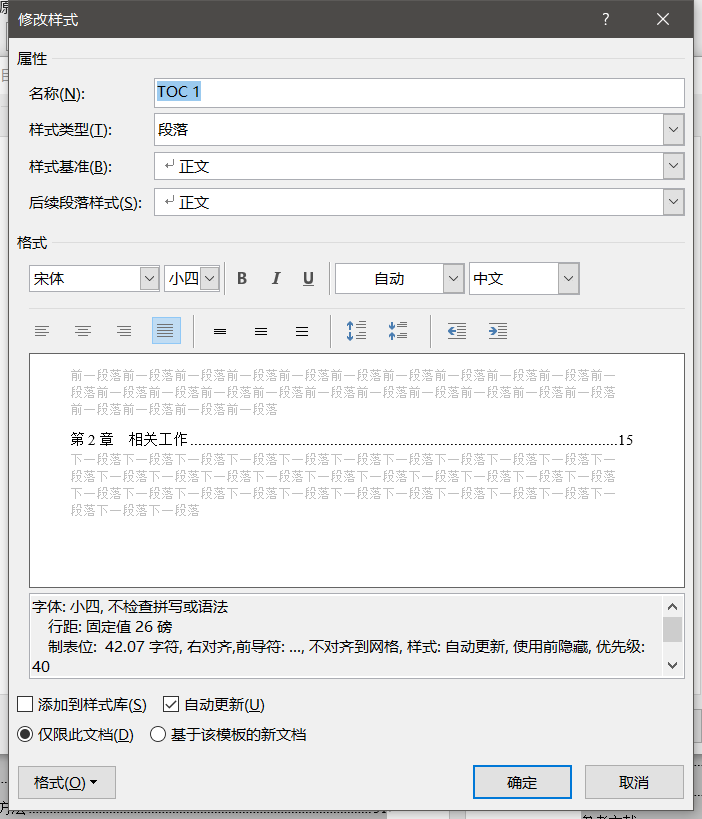 修改样式
?
属性
名称(N):
TOC 1
样式类型(T):
段落
样式基准(B):
正文
后续段落样式(S):
正文
格式
宋体
小四
B
I
U
自动
中文
前一段落前一段落前一段落前一段落前一段落前一段落前一段落前一段落前一段落前一段落前一
段落前一段落前一段落前一段落前一段落前一段落前一段落前一段落前一段落前一段落前一段落
前一段落前一段落前一段落前一段落
第 2 章 相关工作................................................................................................15
下一段落下一段落下一段落下一段落下一段落下一段落下一段落下一段落下一段落下一段落下一
段落下一段落下一段落下一段落下一段落下一段落下一段落下一段落下一段落下一段落下一段落
下一段落下一段落下一段落下一段落下一段落下一段落下一段落下一段落下一段落下一段落下一
段落下一段落下一段落
字体: 小四, 不检查拼写或语法
行距: 固定值 26 磅
制表位: 42.07 字符, 右对齐,前导符: ..., 不对齐到网格, 样式: 自动更新, 使用前隐藏, 优先级:
40
添加到样式库(S)
自动更新(U)
仅限此文档(D)
基于该模板的新文档
格式(O)
确定
取消